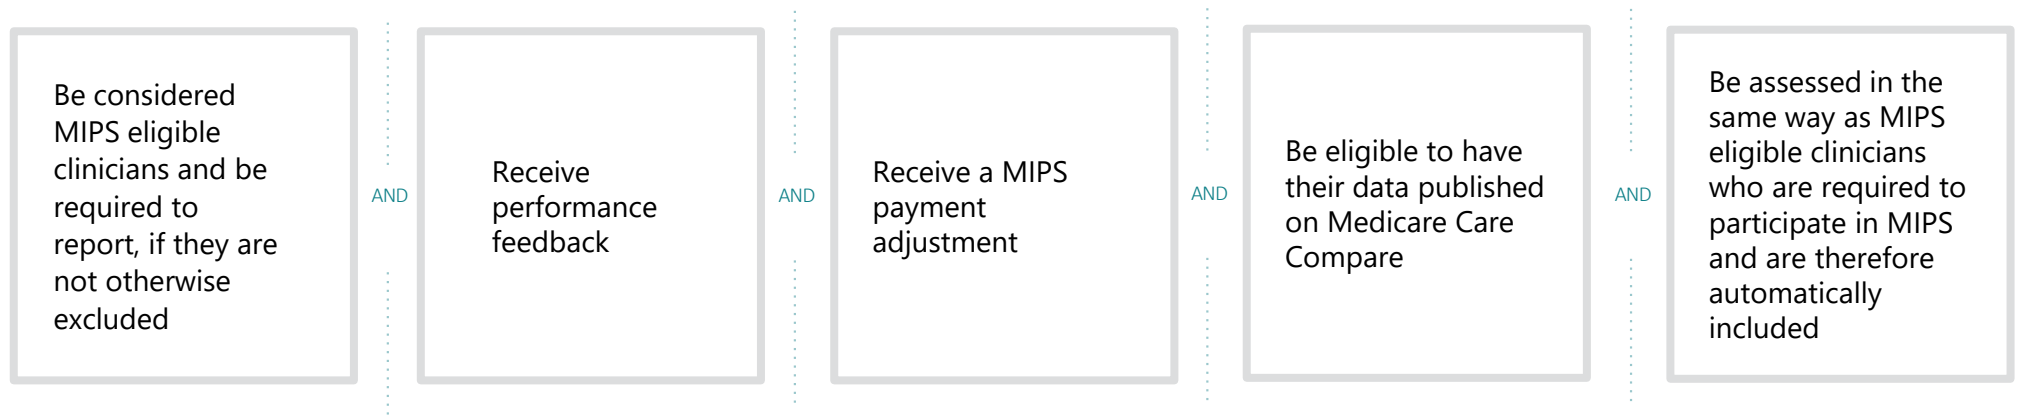 Be considered
MIPS eligible
clinicians and be
required to
report, if they are
not otherwise
excluded
AND
Receive
performance
feedback
AND
Receive a MIPS
payment
adjustment
AND
Be eligible to have
their data published
on Medicare Care
Compare
AND
Be assessed in the
same way as MIPS
eligible clinicians
who are required to
participate in MIPS
and are therefore
automatically
included